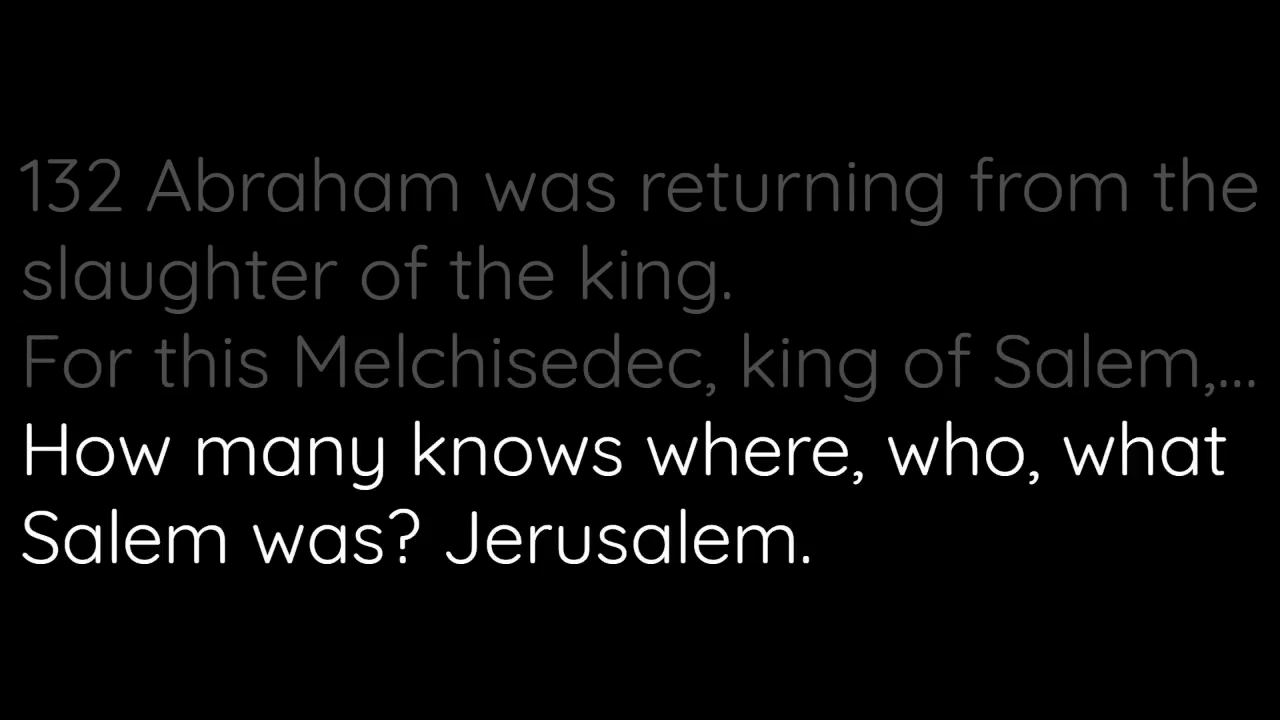 132 Abraham was returning from the
slaughter of the king.
For this Melchisedec, king of Salem,...
How many knows where, who, what
Salem was? Jerusalem.